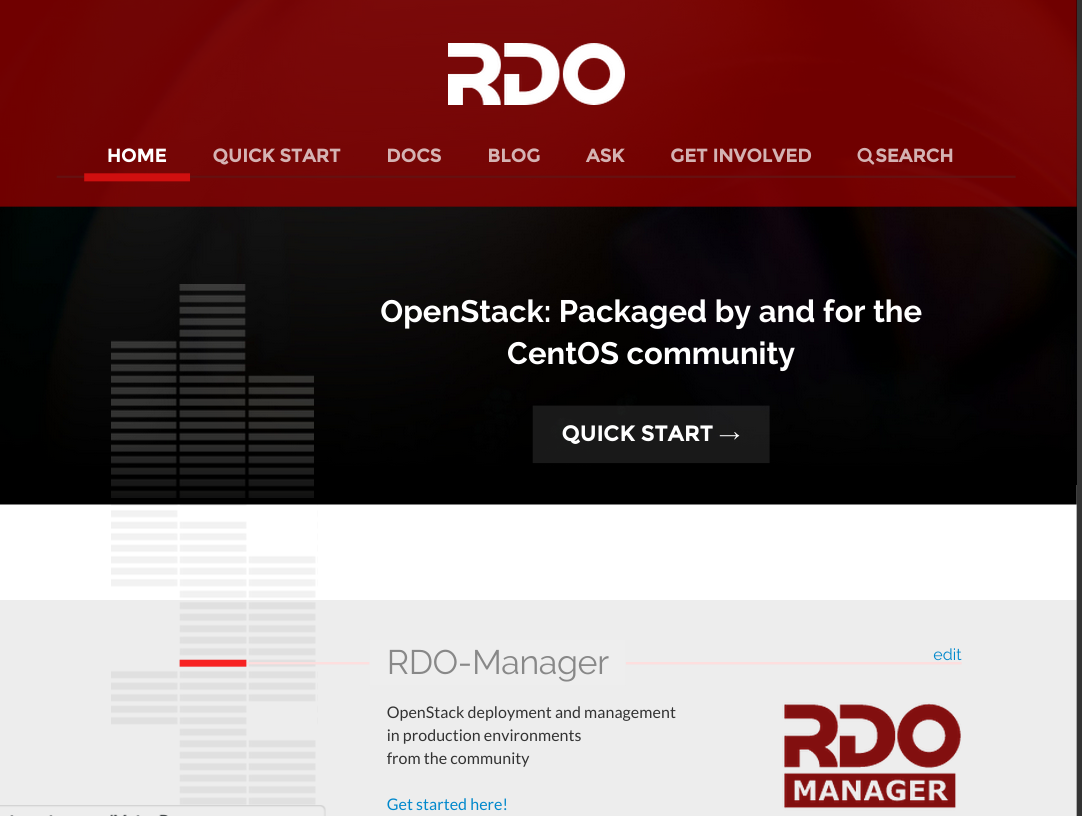 RDO
HOME QUICK START DOCS BLOG ASK GET INVOLVED SEARCH
OpenStack: Packaged by and for the
CentOS community
QUICK START →
RDO-Manager
edit
OpenStack deployment and management
in production environments
from the community
Get started here!
RDO
MANAGER